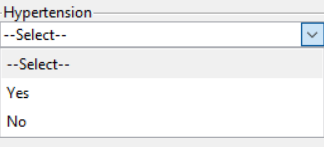 Hypertension
--Select--
--Select--
Yes
No